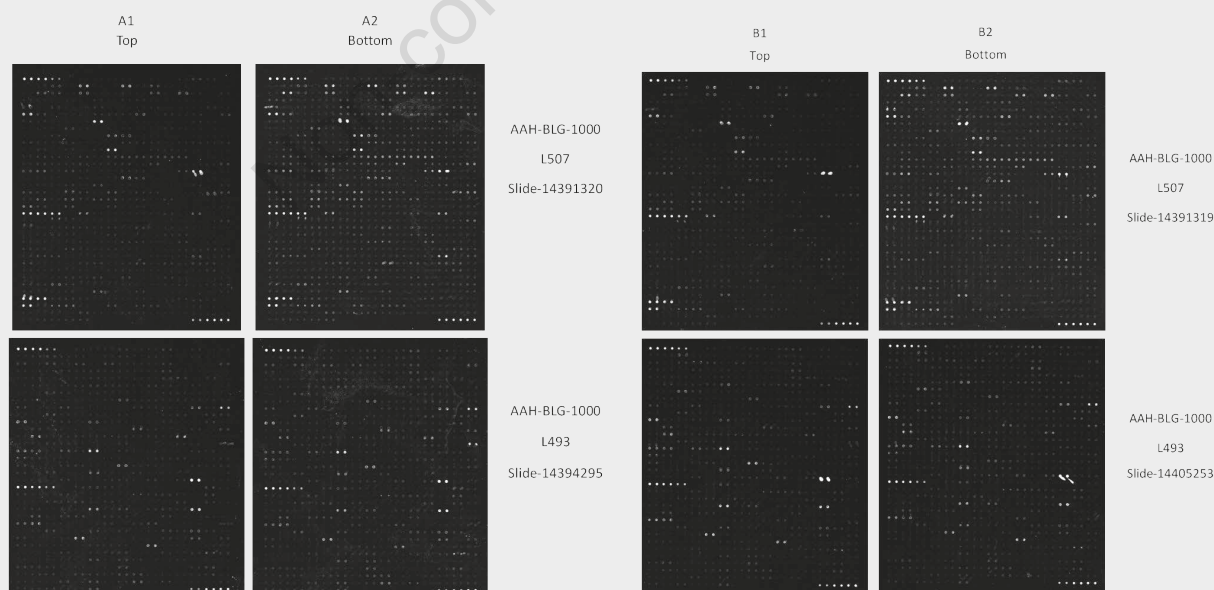 A1
Top
A2
Bottom
B1
Top
B2
Bottom
AAH-BLG-1000
L507
Slide-14391320
AAH-BLG-1000
L507
Slide-14391319
AAH-BLG-1000
L493
Slide-14394295
AAH-BLG-1000
L493
Slide-14405253